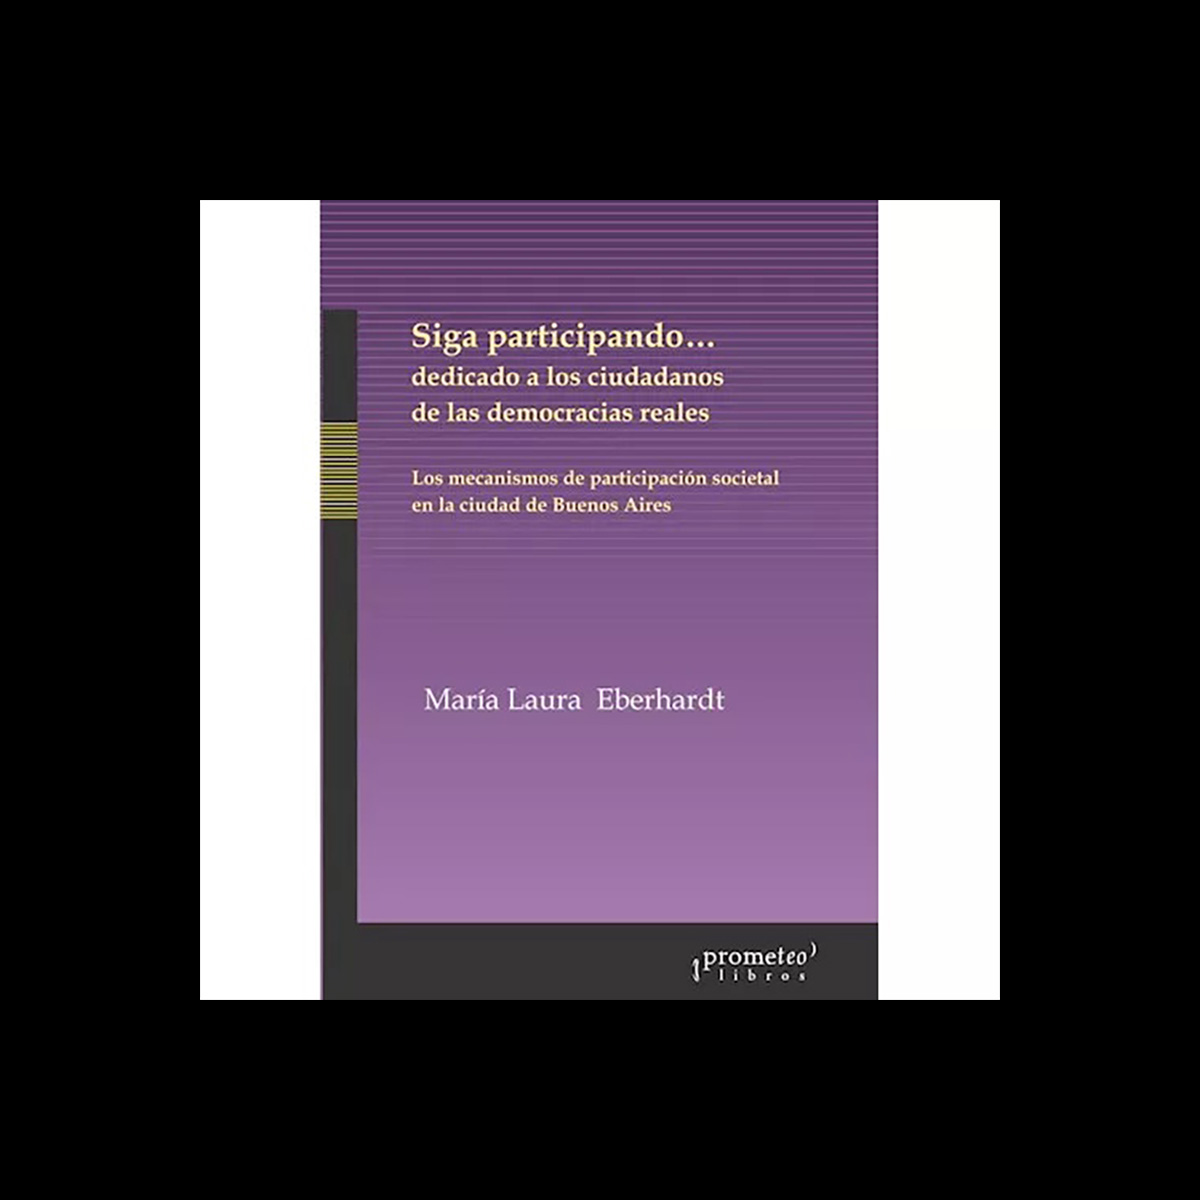 Siga participando...
dedicado a los ciudadanos
de las democracias reales
Los mecanismos de participación societal
en la ciudad de Buenos Aires
María Laura Eberhardt
prometeo
libros